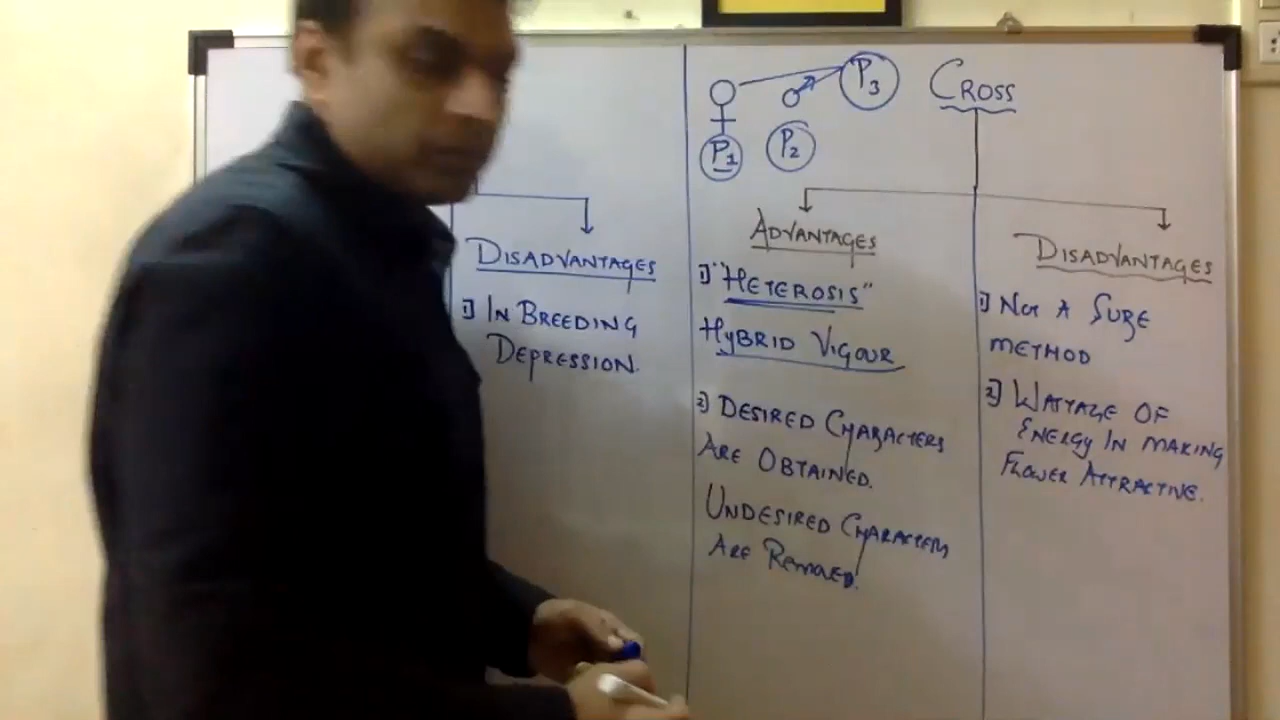 DISADVANTAGES
1] IN BREEDING
DEPRESSION.
P1
P2
P3
CROSS
ADVANTAGES
1] "HETEROSIS"
HYBRID VIGOUR
2] DESIRED CHARACTERS
ARE OBTAINED.
UNDESIRED CHARACTERS
ARE REMOVED.
DISADVANTAGES
1] NOT A SURE
METHOD
2] WASTAGE OF
ENERGY IN MAKING
FLOWER ATTRACTIVE.